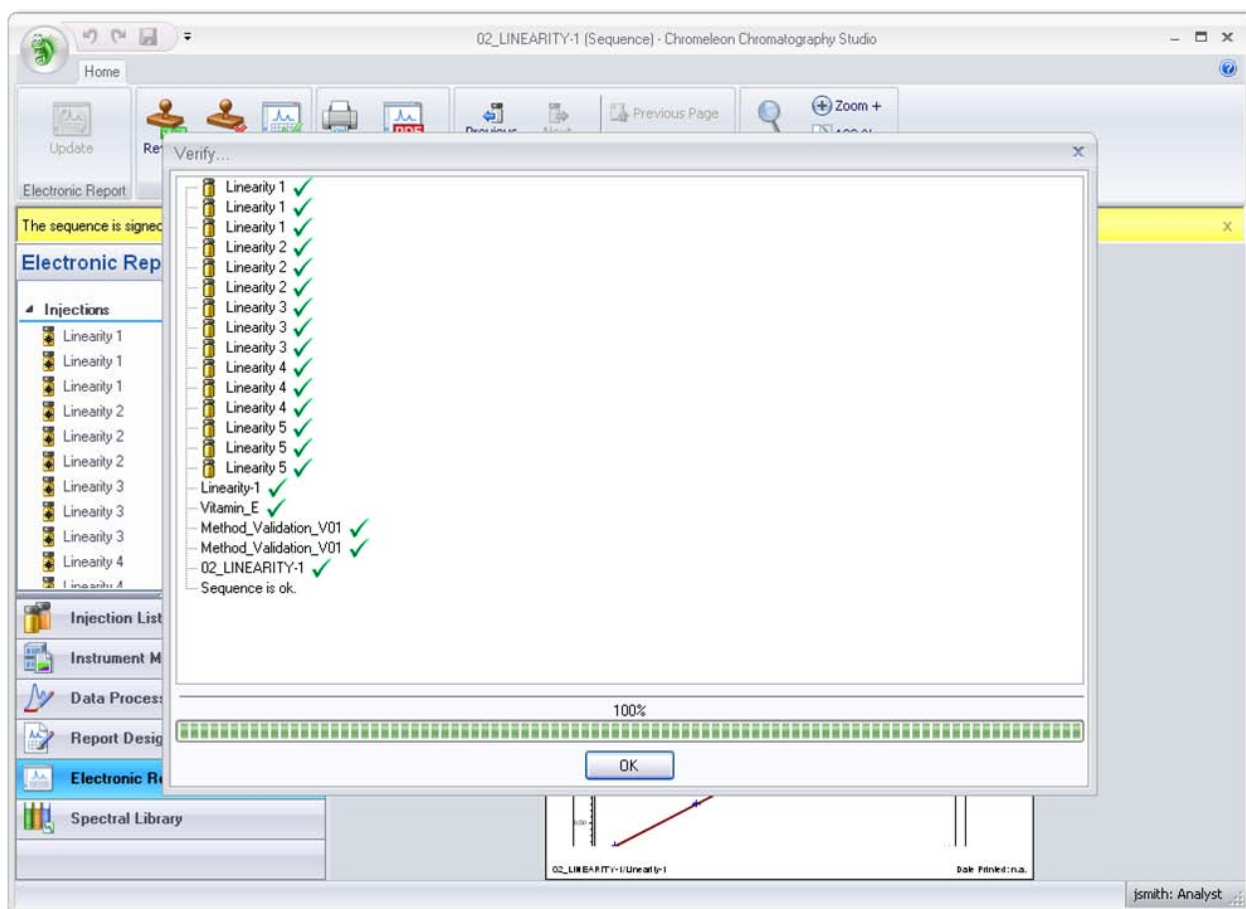 02_LINEARITY-1 (Sequence) - Chromeleon Chromatography Studio
Home
Update
Previous Page
Zoom +
Electronic Report
Verify...
The sequence is signed
Electronic Rep
Injections
Linearity 1
Linearity 1
Linearity 1
Linearity 2
Linearity 2
Linearity 2
Linearity 3
Linearity 3
Linearity 3
Linearity 4
Linearity 4
Injection List
Instrument M
Data Process
Report Desig
Electronic Re
Spectral Library
Linearity 1
Linearity 1
Linearity 1
Linearity 2
Linearity 2
Linearity 2
Linearity 3
Linearity 3
Linearity 3
Linearity 4
Linearity 4
Linearity 4
Linearity 5
Linearity 5
Linearity 5
Linearity-1
Vitamin_E
Method_Validation_V01
Method_Validation_V01
02_LINEARITY-1
Sequence is ok.
100%
OK
02_LINEARITY-1/Linearity-1
Date Printed: n.a.
jsmith: Analyst